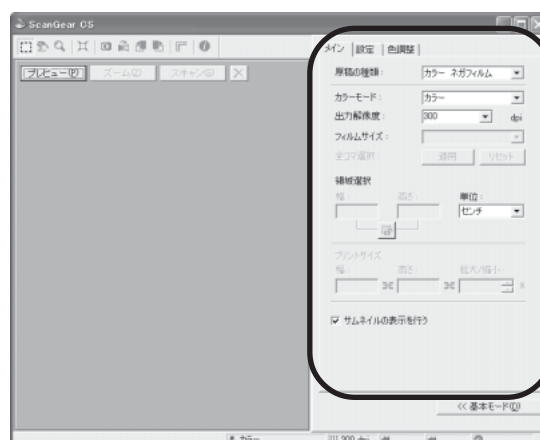 ScanGear CS
プレビュー(P) ズーム(Z) スキャン(S)
メイン 設定 色調整
原稿の種類： カラー ネガフィルム
カラーモード： カラー
出力解像度： 300 dpi
フィルムサイズ：
全コマ選択 適用 リセット
領域選択
幅： 高さ： 単位：
センチ
プリントサイズ
幅： 高さ： 拡大/縮小：
%
サムネイルの表示を行う
<< 基本モード(D)
カラー 300 dpi